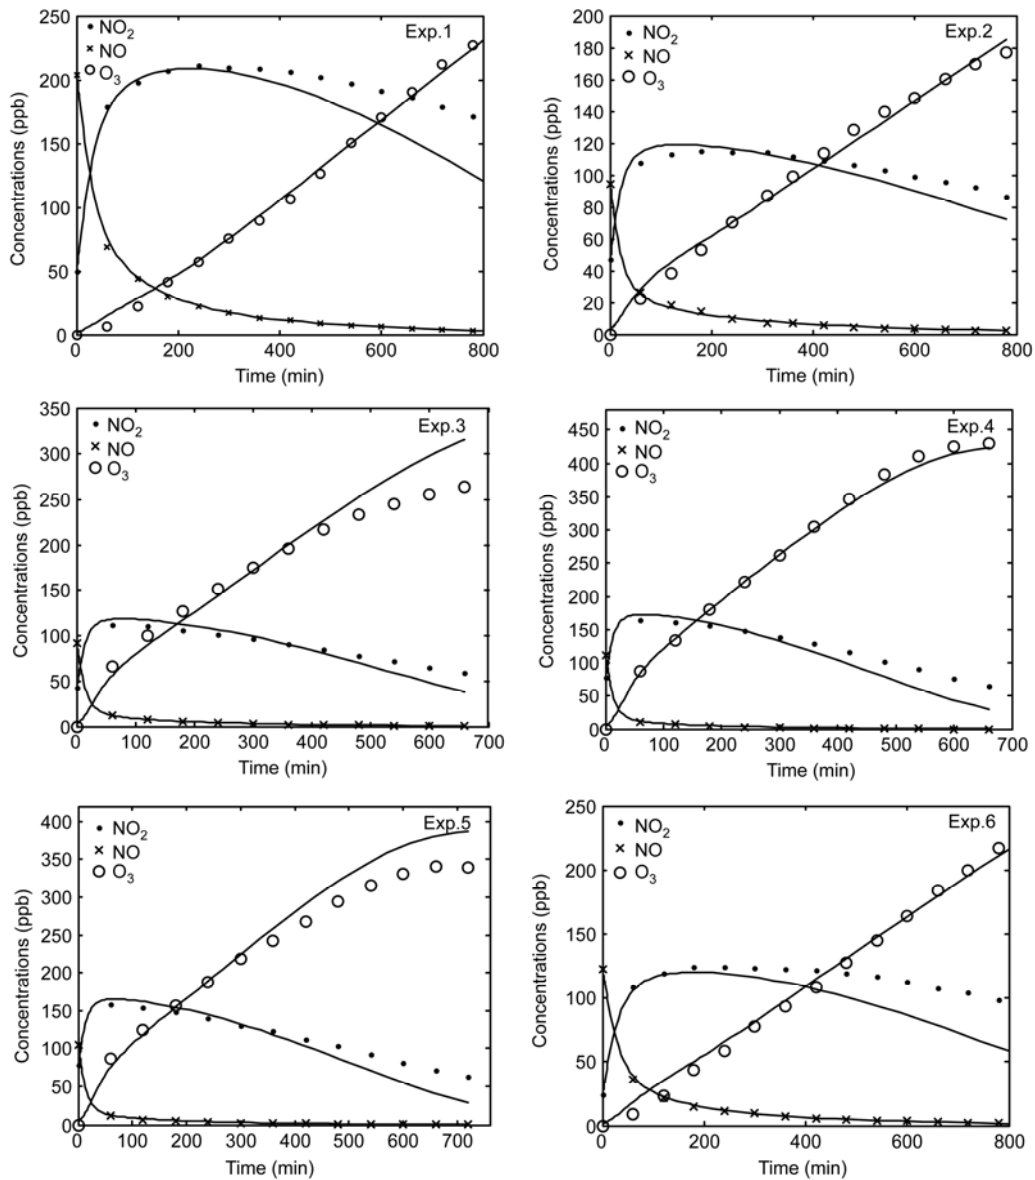 Exp.1
NO2
NO
O3
Concentrations (ppb)
250
200
150
100
50
0
0 200 400 600 800
Time (min)
Exp.2
NO2
NO
O3
Concentrations (ppb)
200
180
160
140
120
100
80
60
40
20
0
0 200 400 600 800
Time (min)
Exp.3
NO2
NO
O3
Concentrations (ppb)
350
300
250
200
150
100
50
0
0 100 200 300 400 500 600 700
Time (min)
Exp.4
NO2
NO
O3
Concentrations (ppb)
450
400
350
300
250
200
150
100
50
0
0 100 200 300 400 500 600 700
Time (min)
Exp.5
NO2
NO
O3
Concentrations (ppb)
400
350
300
250
200
150
100
50
0
0 100 200 300 400 500 600 700
Time (min)
Exp.6
NO2
NO
O3
Concentrations (ppb)
250
200
150
100
50
0
0 200 400 600 800
Time (min)